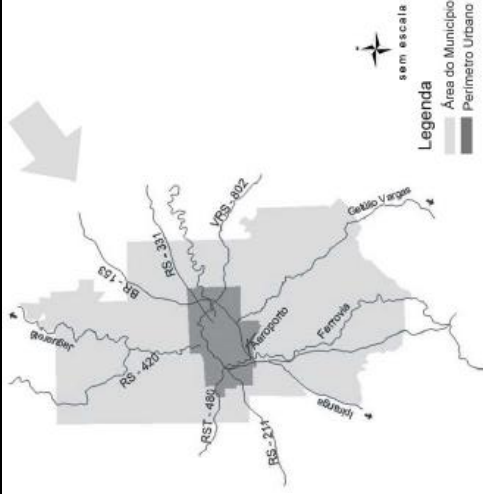 sem escala
Legenda
Área do Município
Perímetro Urbano
Jaguaretê
BR - 153
RS - 331
RS - 420
VRS - 802
RST - 480
Aeroporto
RS - 211
Getúlio Vargas
Ferrovia
Ipiranga